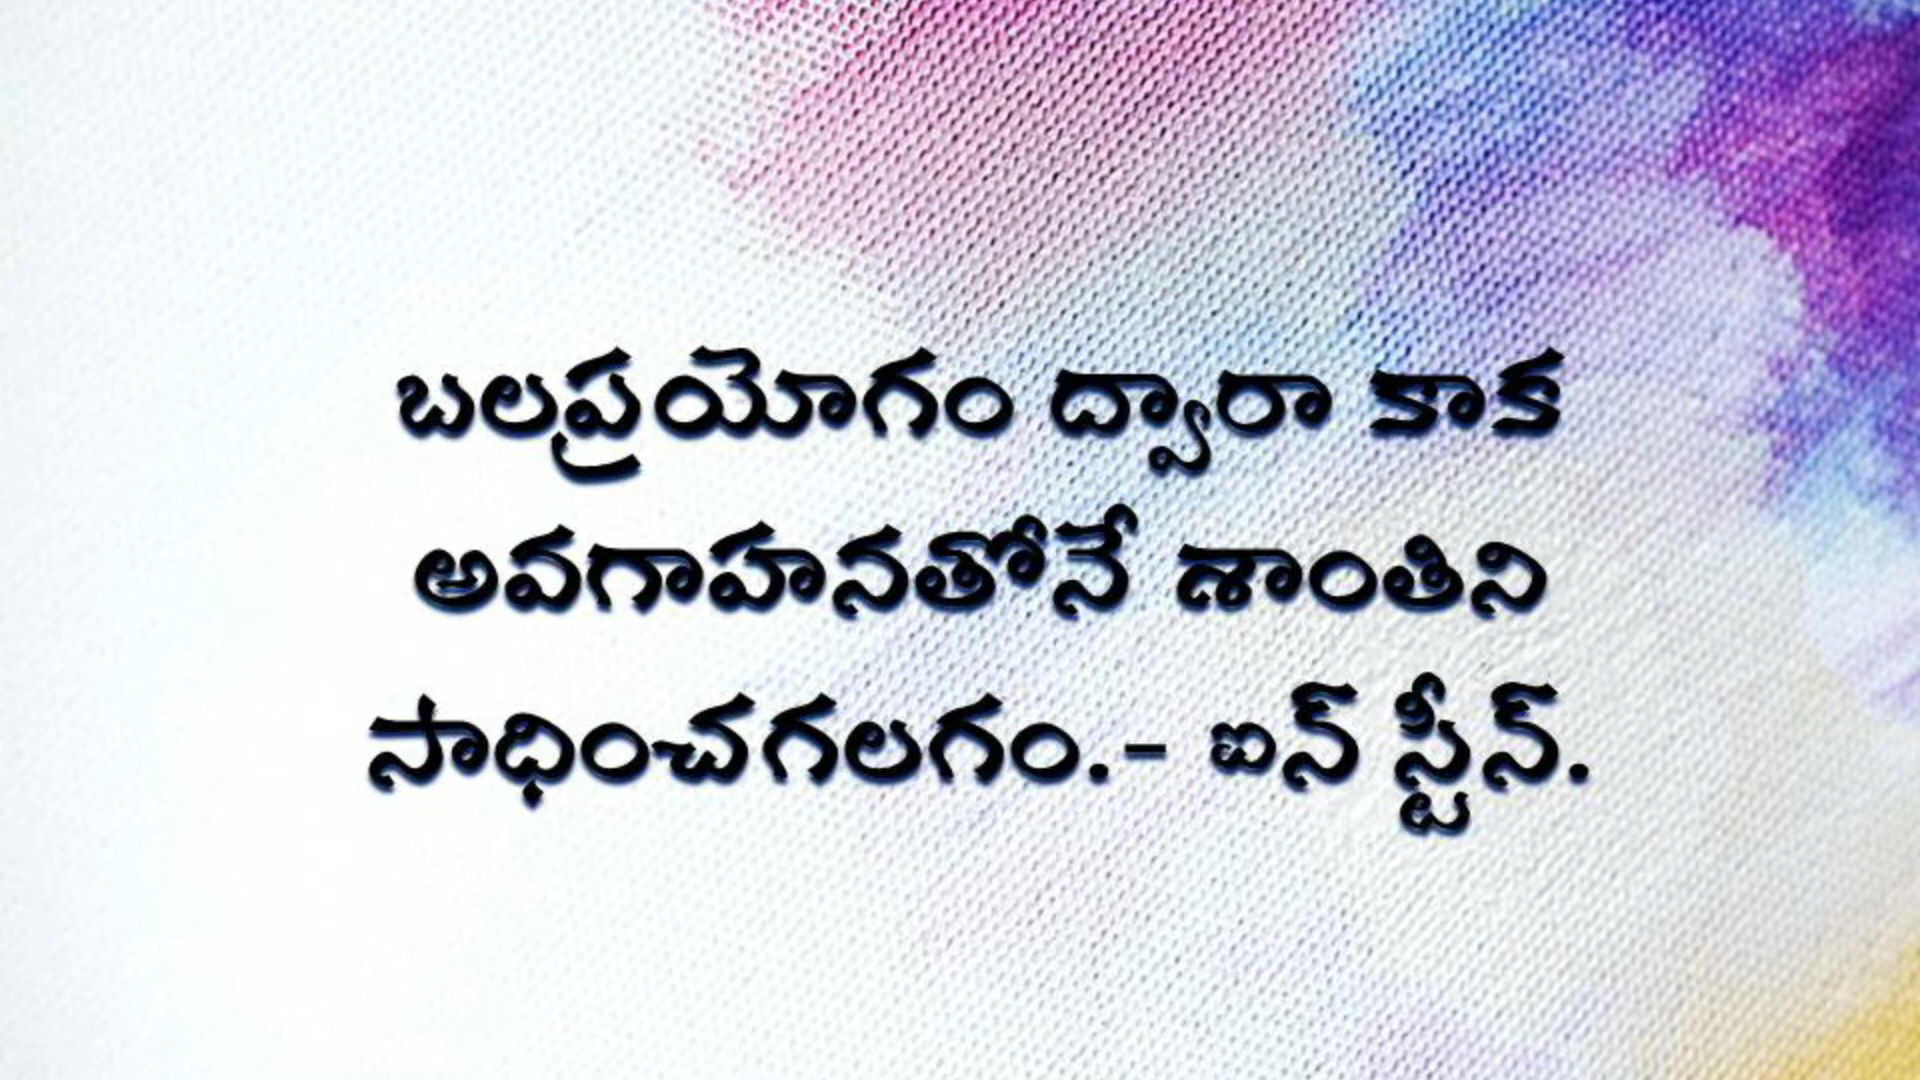 బలప్రయోగం ద్వారా కాక
అవగాహనతోనే శాంతిని
సాధించగలగం.- ఐన్ స్టీన్.